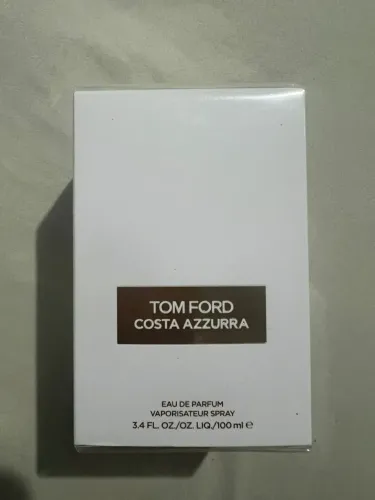 TOM FORD
COSTA AZZURRA
EAU DE PARFUM
VAPORISATEUR SPRAY
3.4 FL. OZ./OZ. LIQ./100 ml ℮